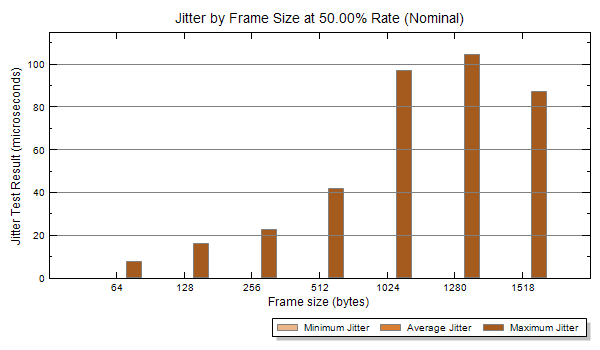 Jitter by Frame Size at 50.00% Rate (Nominal)
Jitter Test Result (microseconds)
100
80
60
40
20
0
64 128 256 512 1024 1280 1518
Frame size (bytes)
Minimum Jitter Average Jitter Maximum Jitter